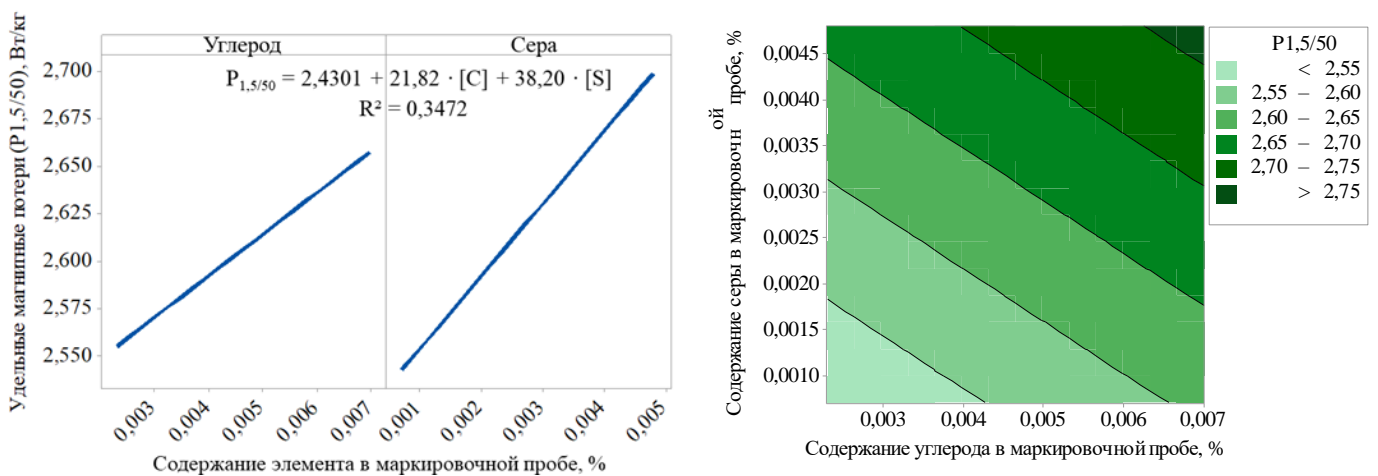 Удельные магнитные потери (P1,5/50), Вт/кг
Углерод
Сера
P1,5/50 = 2,4301 + 21,82 · [C] + 38,20 · [S]
R² = 0,3472
2,700
2,675
2,650
2,625
2,600
2,575
2,550
0,003
0,004
0,005
0,006
0,007
0,001
0,002
0,003
0,004
0,005
Содержание элемента в маркировочной пробе, %
Содержание серы в маркировочн ой пробе, %
0,0045
0,0040
0,0035
0,0030
0,0025
0,0020
0,0015
0,0010
0,003
0,004
0,005
0,006
0,007
Содержание углерода в маркировочной пробе, %
P1,5/50
< 2,55
2,55 – 2,60
2,60 – 2,65
2,65 – 2,70
2,70 – 2,75
> 2,75